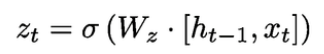 z_t = σ (W_z · [h_{t−1}, x_t])